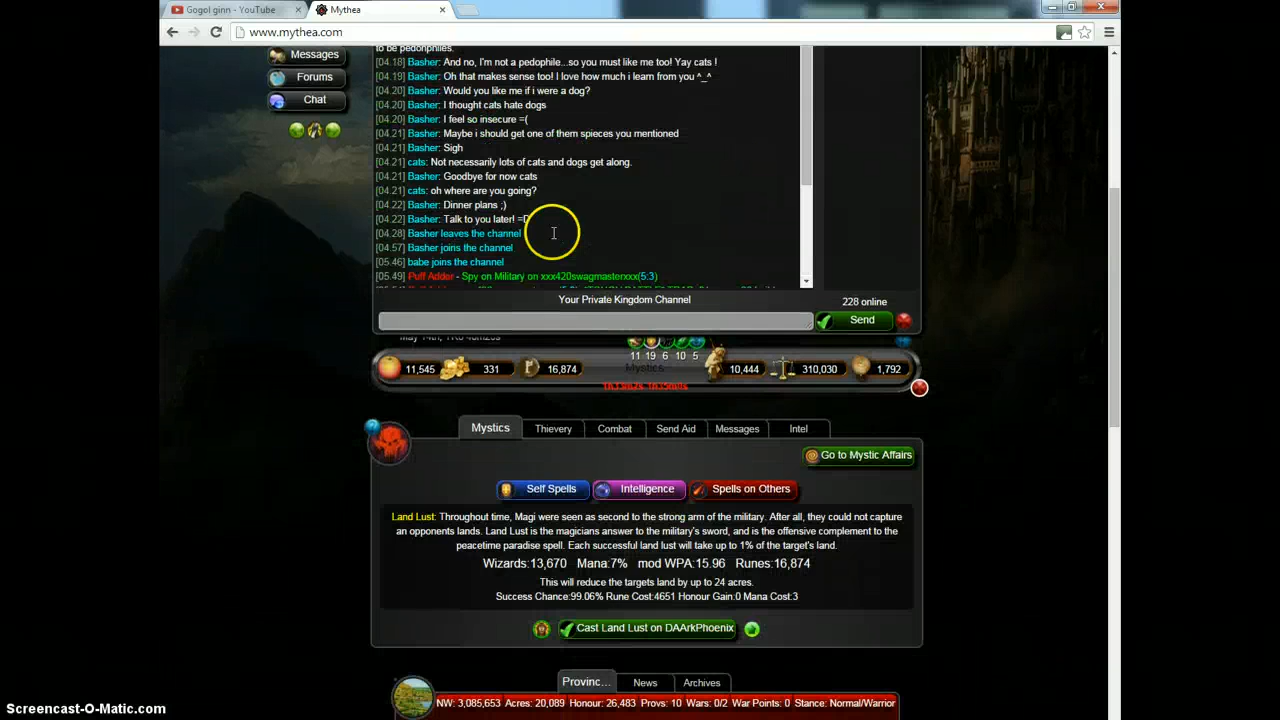 Gogol ginn - YouTube
Mythea
www.mythea.com
Messages
Forums
Chat
to be pedonphiles.
[04.18] Basher: And no, I'm not a pedophile...so you must like me too! Yay cats !
[04.19] Basher: Oh that makes sense too! I love how much i learn from you ^_^
[04.20] Basher: Would you like me if i were a dog?
[04.20] Basher: I thought cats hate dogs
[04.20] Basher: I feel so insecure =(
[04.21] Basher: Maybe i should get one of them spieces you mentioned
[04.21] Basher: Sigh
[04.21] cats: Not necessarily lots of cats and dogs get along.
[04.21] Basher: Goodbye for now cats
[04.21] cats: oh where are you going?
[04.22] Basher: Dinner plans ;)
[04.22] Basher: Talk to you later! =D
[04.28] Basher leaves the channel
[04.57] Basher joins the channel
[05.46] babe joins the channel
[05.49] Puff Adder - Spy on Military on xxx420swagmasterxxx(5:3)
Your Private Kingdom Channel
228 online
Send
11 19 6 10 5
Mystics
11,545 331 16,874 10,444 310,030 1,792
Mystics Thievery Combat Send Aid Messages Intel
Go to Mystic Affairs
Self Spells Intelligence Spells on Others
Land Lust: Throughout time, Magi were seen as second to the strong arm of the military. After all, they could not capture
an opponents lands. Land Lust is the magicians answer to the military's sword, and is the offensive complement to the
peacetime paradise spell. Each successful land lust will take up to 1% of the target's land.
Wizards:13,670 Mana:7% mod WPA:15.96 Runes:16,874
This will reduce the targets land by up to 24 acres.
Success Chance:99.06% Rune Cost:4651 Honour Gain:0 Mana Cost:3
Cast Land Lust on DAArkPhoenix
Provinc... News Archives
NW: 3,085,653 Acres: 20,089 Honour: 26,483 Provs: 10 Wars: 0/2 War Points: 0 Stance: Normal/Warrior
Screencast-O-Matic.com